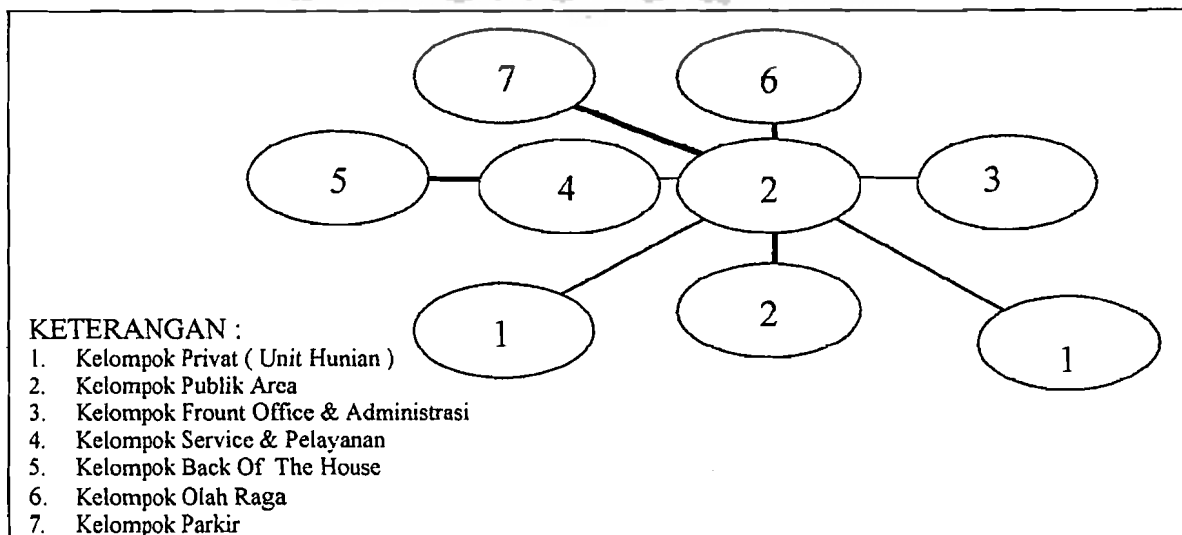 7 6
5 4 2 3
1 2 1
KETERANGAN :
1. Kelompok Privat ( Unit Hunian )
2. Kelompok Publik Area
3. Kelompok Frount Office & Administrasi
4. Kelompok Service & Pelayanan
5. Kelompok Back Of The House
6. Kelompok Olah Raga
7. Kelompok Parkir